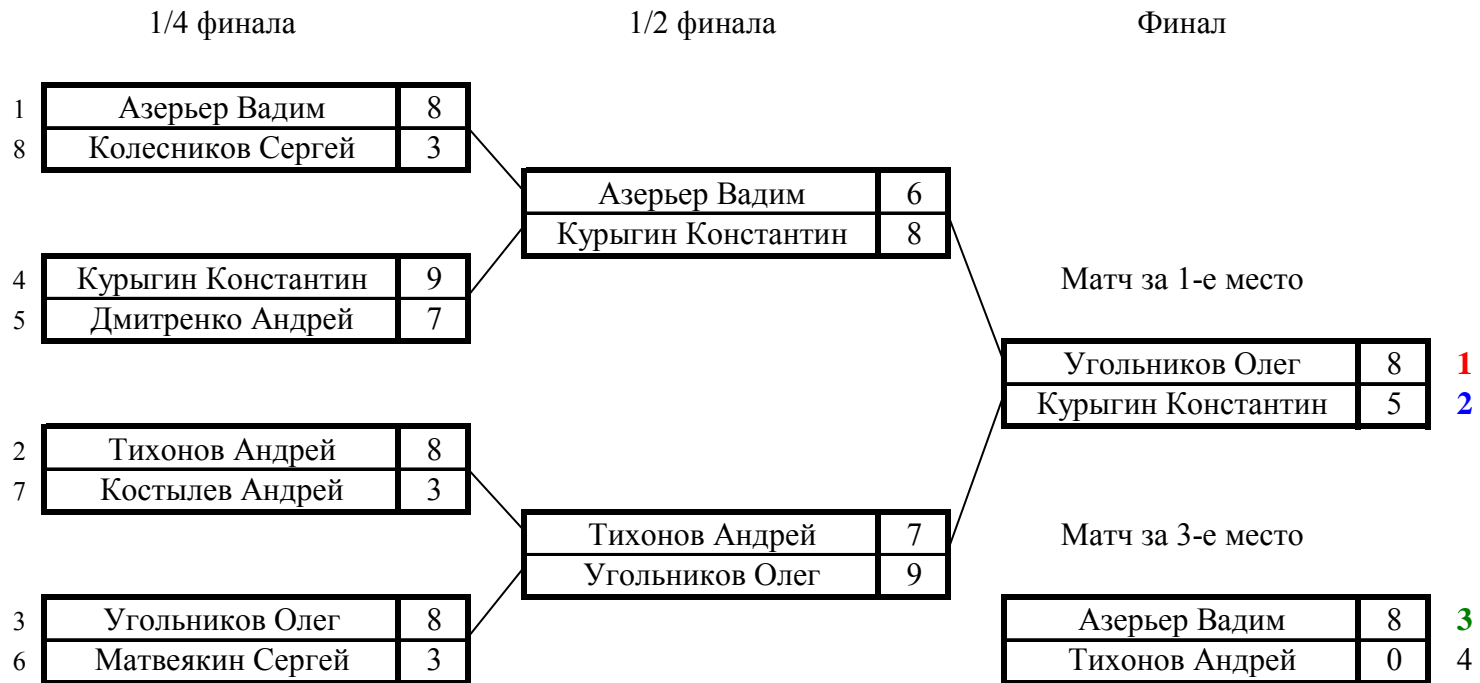 1/4 финала 1/2 финала Финал
1 Азерьер Вадим 8
8 Колесников Сергей 3
Азерьер Вадим 6
Курыгин Константин 8
4 Курыгин Константин 9
5 Дмитренко Андрей 7
Матч за 1-е место
Угольников Олег 8 1
Курыгин Константин 5 2
2 Тихонов Андрей 8
7 Костылев Андрей 3
Тихонов Андрей 7
Угольников Олег 9
Матч за 3-е место
3 Угольников Олег 8
6 Матвеякин Сергей 3
Азерьер Вадим 8 3
Тихонов Андрей 0 4